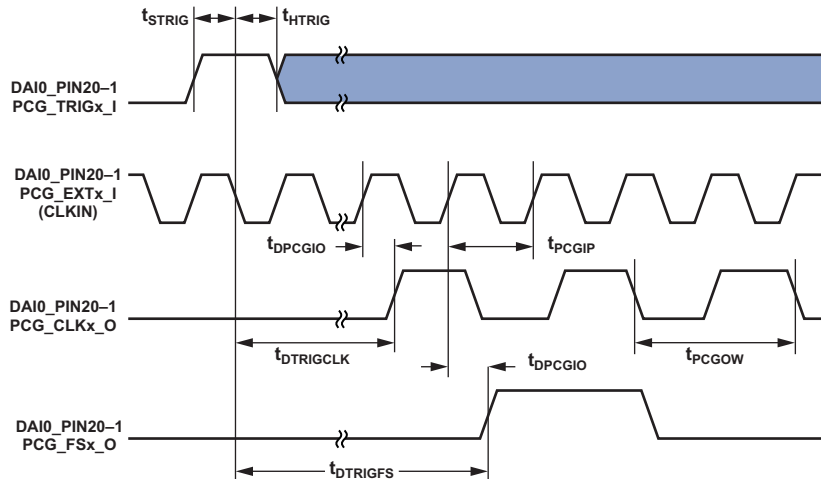 tSTRIG
tHTRIG
DAI0_PIN20–1
PCG_TRIGx_I
DAI0_PIN20–1
PCG_EXTx_I
(CLKIN)
tDPCGIO
tPCGIP
DAI0_PIN20–1
PCG_CLKx_O
tDTRIGCLK
tDPCGIO
tPCGOW
DAI0_PIN20–1
PCG_FSx_O
tDTRIGFS